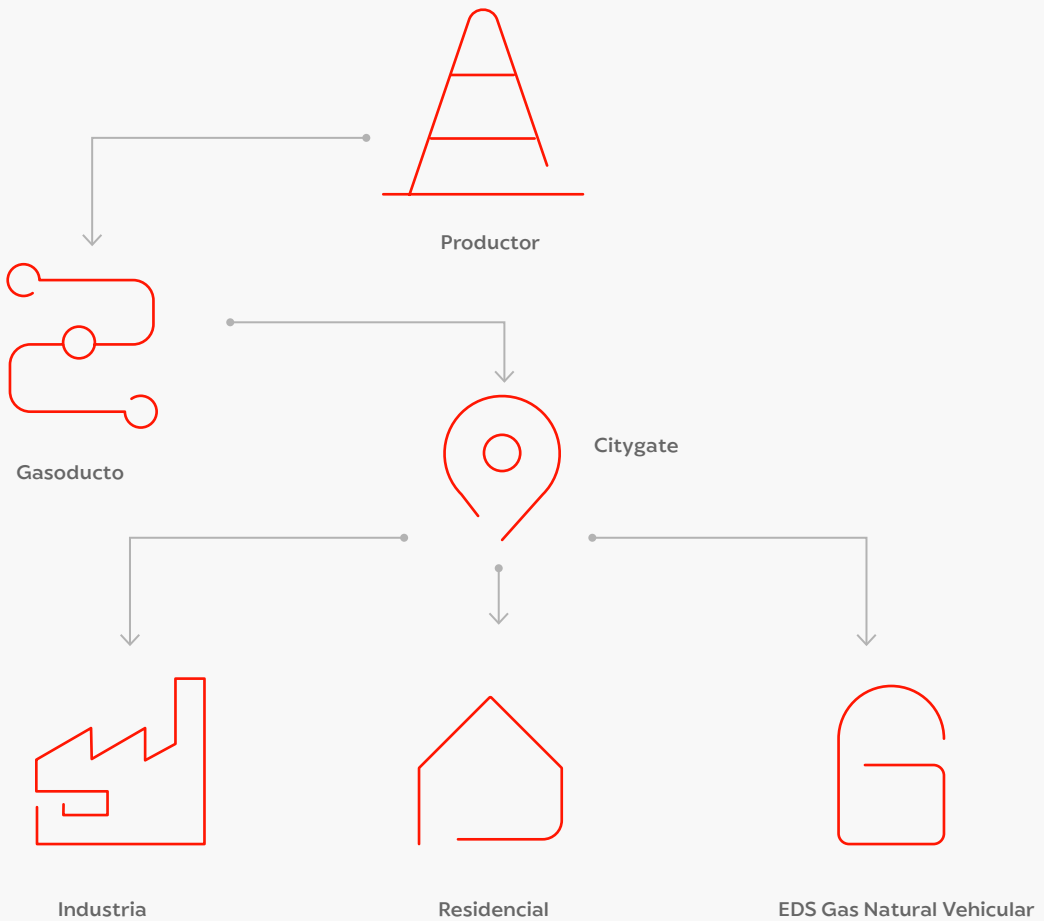 Productor
Gasoducto
Citygate
Industria
Residencial
EDS Gas Natural Vehicular